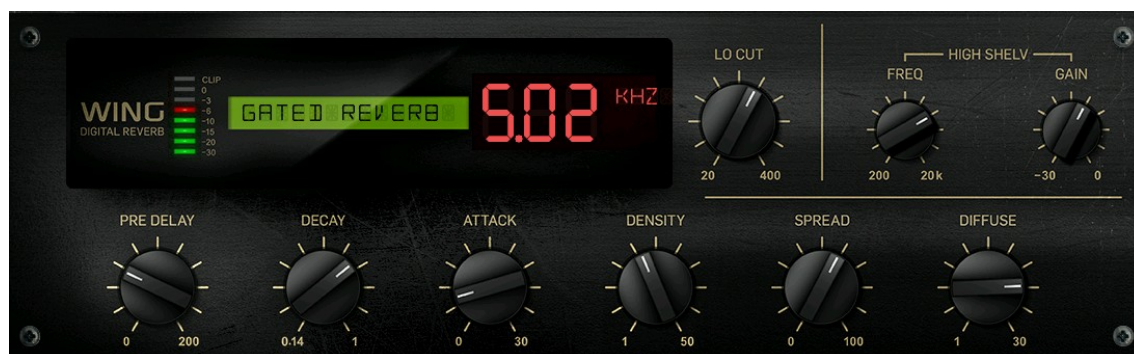 WING
DIGITAL REVERB
CLIP
0
-3
-6
-10
-15
-20
-30
GATED REVERB
5.02 KHZ
LO CUT
20 400
HIGH SHELV
FREQ GAIN
200 20k
-30 0
PRE DELAY DECAY ATTACK DENSITY SPREAD DIFFUSE
0 200
0.14 1
0 30
1 50
0 100
1 30